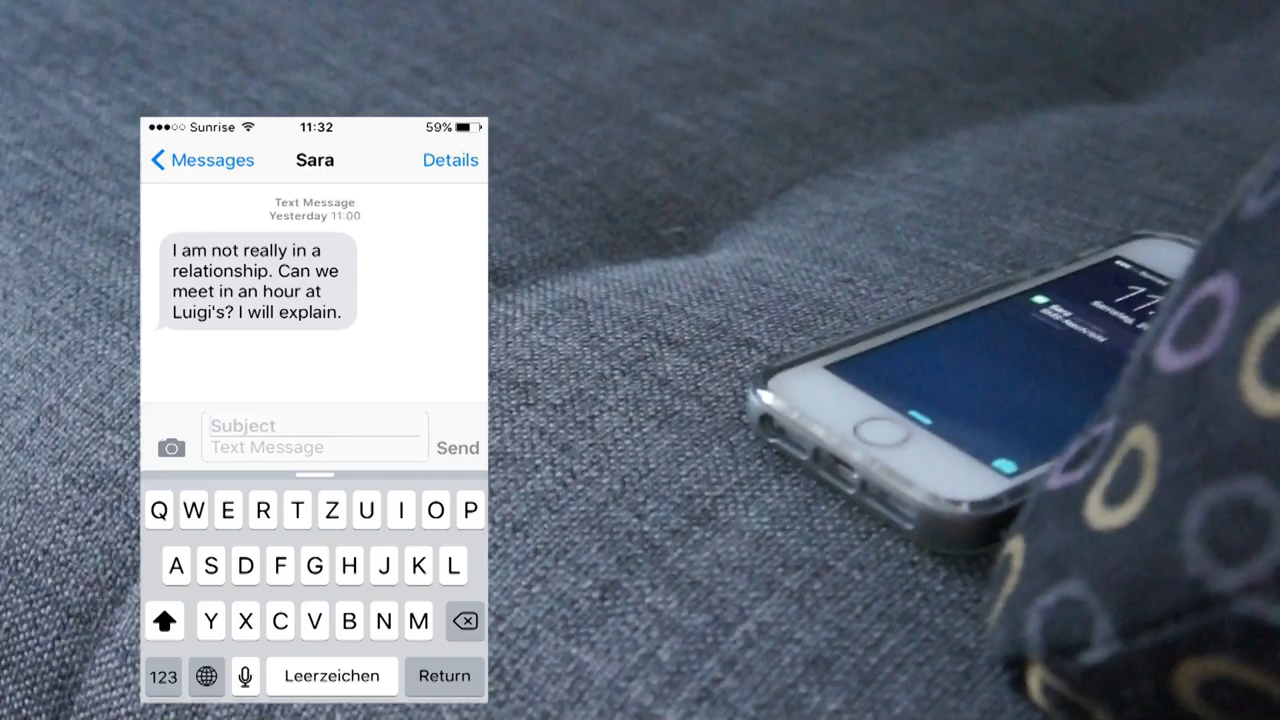 Sunrise 11:32 59%
Messages Sara Details
Text Message
Yesterday 11:00
I am not really in a
relationship. Can we
meet in an hour at
Luigi's? I will explain.
Subject
Text Message
Send
Q W E R T Z U I O P
A S D F G H J K L
Y X C V B N M
123 Leerzeichen Return